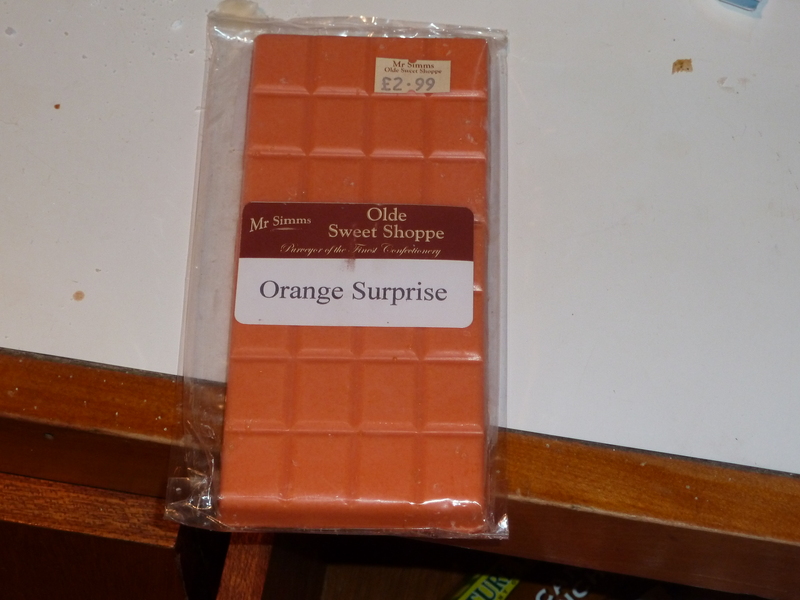 Mr Simms
Olde Sweet Shoppe
£2.99
Mr Simms
Olde
Sweet Shoppe
Purveyor of the Finest Confectionery
Orange Surprise